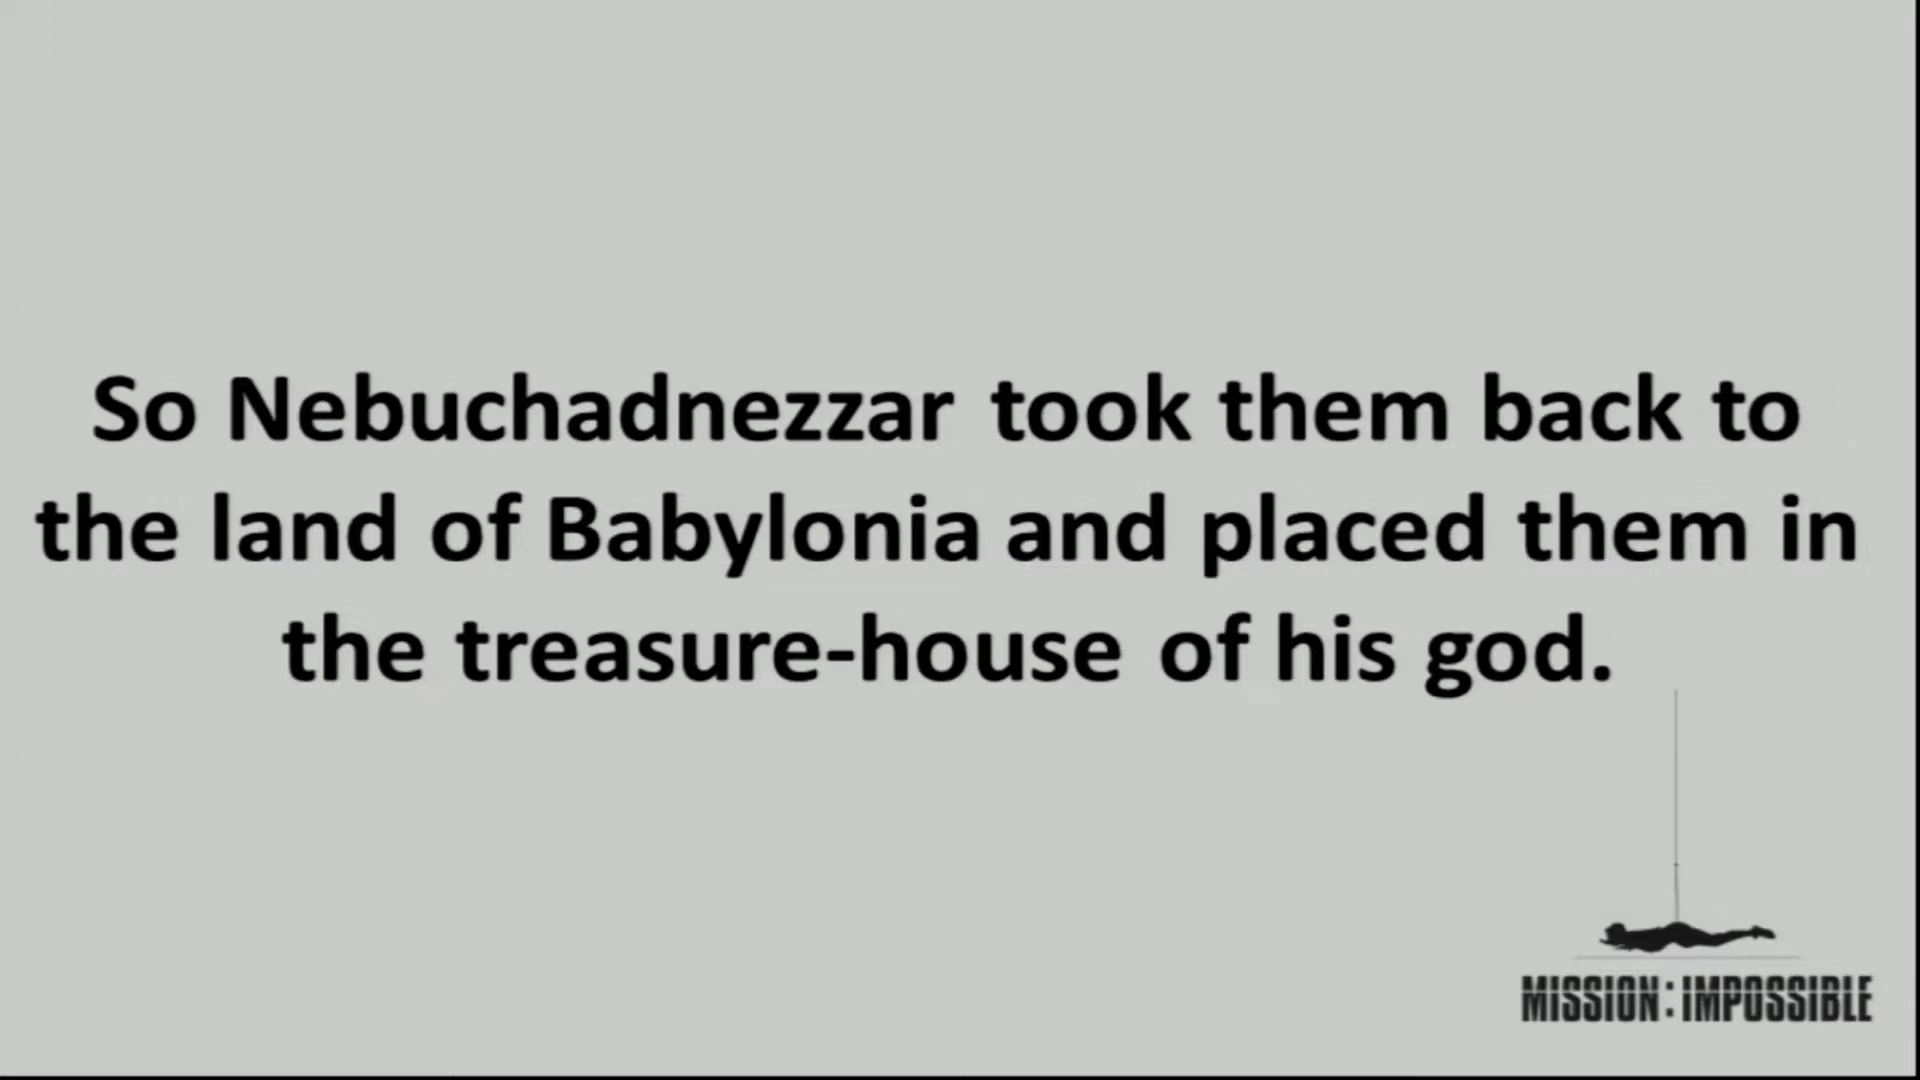 So Nebuchadnezzar took them back to
the land of Babylonia and placed them in
the treasure-house of his god.
MISSION:IMPOSSIBLE